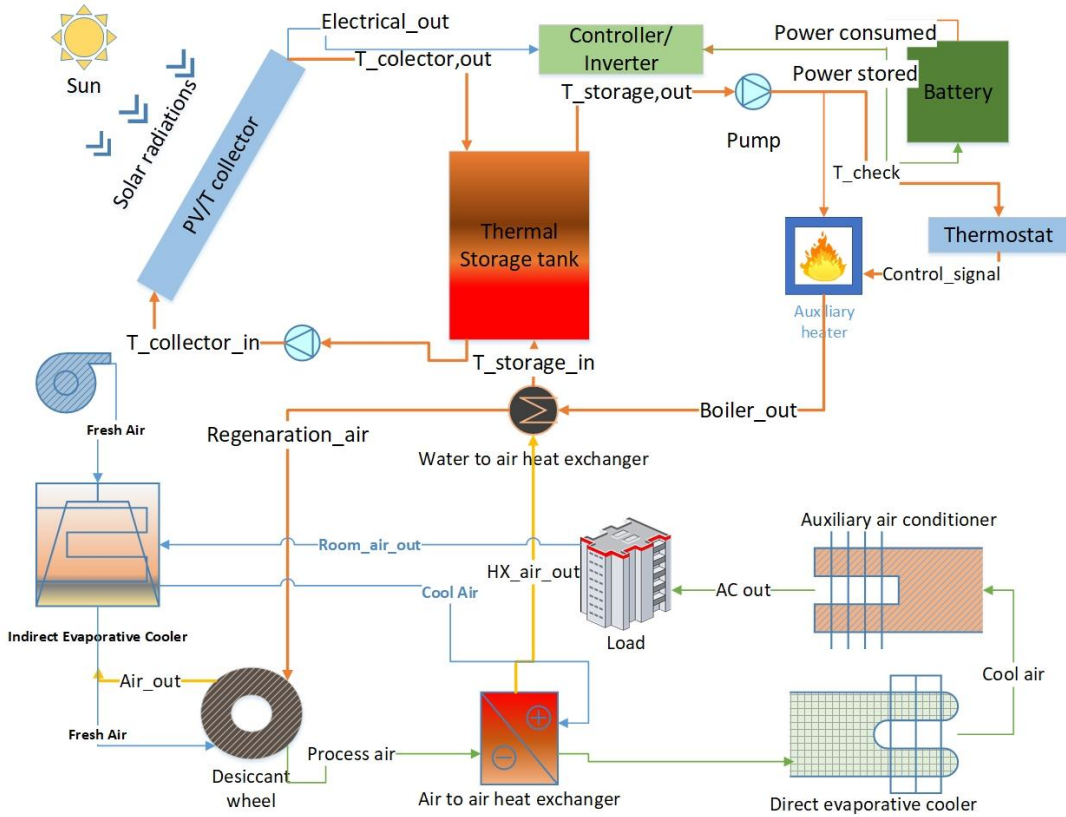 Electrical_out
Controller/
Inverter
Power consumed
T_colector,out
Power stored
Sun
Battery
T_storage,out
Solar radiations
Pump
T_check
PV/T collector
Thermal
Storage tank
Thermostat
Control_signal
Auxiliary
heater
T_collector_in
T_storage_in
Boiler_out
Fresh Air
Regenaration_air
Water to air heat exchanger
Auxiliary air conditioner
Room_air_out
HX_air_out
Cool Air
AC out
Indirect Evaporative Cooler
Load
Air_out
Cool air
Fresh Air
Process air
Desiccant
wheel
Air to air heat exchanger
Direct evaporative cooler